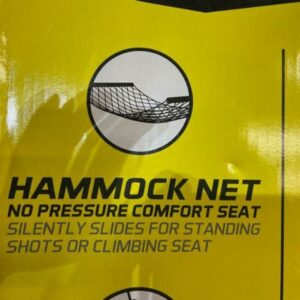 HAMMOCK NET
NO PRESSURE COMFORT SEAT
SILENTLY SLIDES FOR STANDING
SHOTS OR CLIMBING SEAT